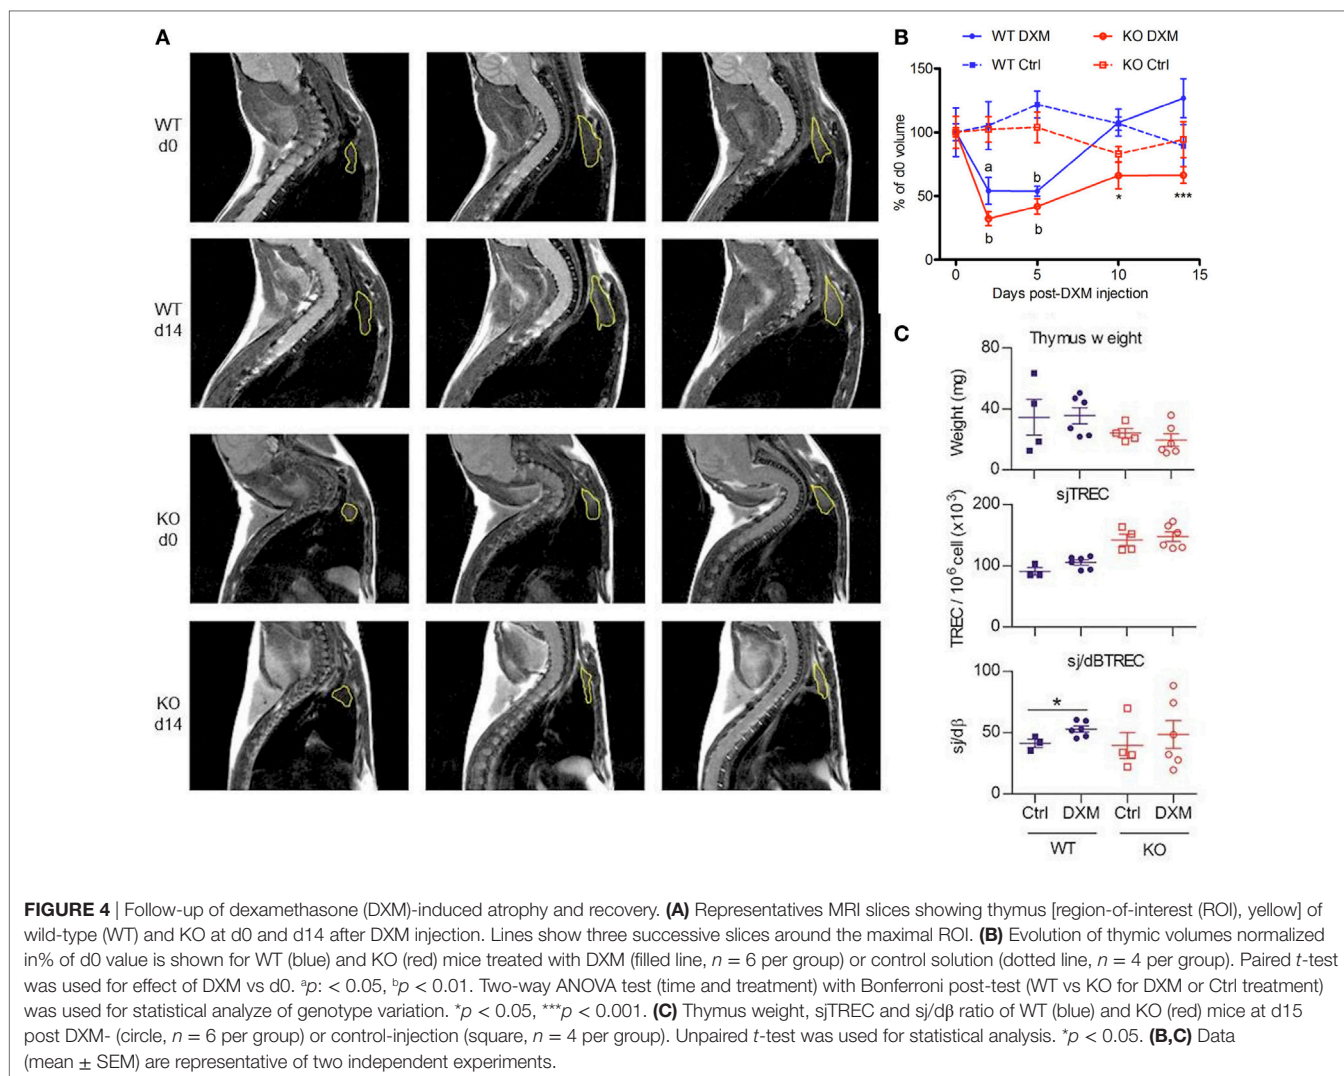 A
WT
d0
WT
d14
KO
d0
KO
d14
B
WT DXM
KO DXM
WT Ctrl
KO Ctrl
% of d0 volume
150
100
50
0
a
b
b
b
*
***
0
5
10
15
Days post-DXM injection
C
Thymus weight
Weight (mg)
80
40
0
sjTREC
TREC / 10⁶ cell (x10³)
200
100
0
sj/dBTREC
sj/dβ
100
50
0
*
Ctrl DXM Ctrl DXM
WT KO
FIGURE 4 | Follow-up of dexamethasone (DXM)-induced atrophy and recovery. (A) Representatives MRI slices showing thymus [region-of-interest (ROI), yellow] of
wild-type (WT) and KO at d0 and d14 after DXM injection. Lines show three successive slices around the maximal ROI. (B) Evolution of thymic volumes normalized
in% of d0 value is shown for WT (blue) and KO (red) mice treated with DXM (filled line, n = 6 per group) or control solution (dotted line, n = 4 per group). Paired t-test
was used for effect of DXM vs d0. ᵃp: < 0.05, ᵇp < 0.01. Two-way ANOVA test (time and treatment) with Bonferroni post-test (WT vs KO for DXM or Ctrl treatment)
was used for statistical analyze of genotype variation. *p < 0.05, ***p < 0.001. (C) Thymus weight, sjTREC and sj/dβ ratio of WT (blue) and KO (red) mice at d15
post DXM- (circle, n = 6 per group) or control-injection (square, n = 4 per group). Unpaired t-test was used for statistical analysis. *p < 0.05. (B,C) Data
(mean ± SEM) are representative of two independent experiments.